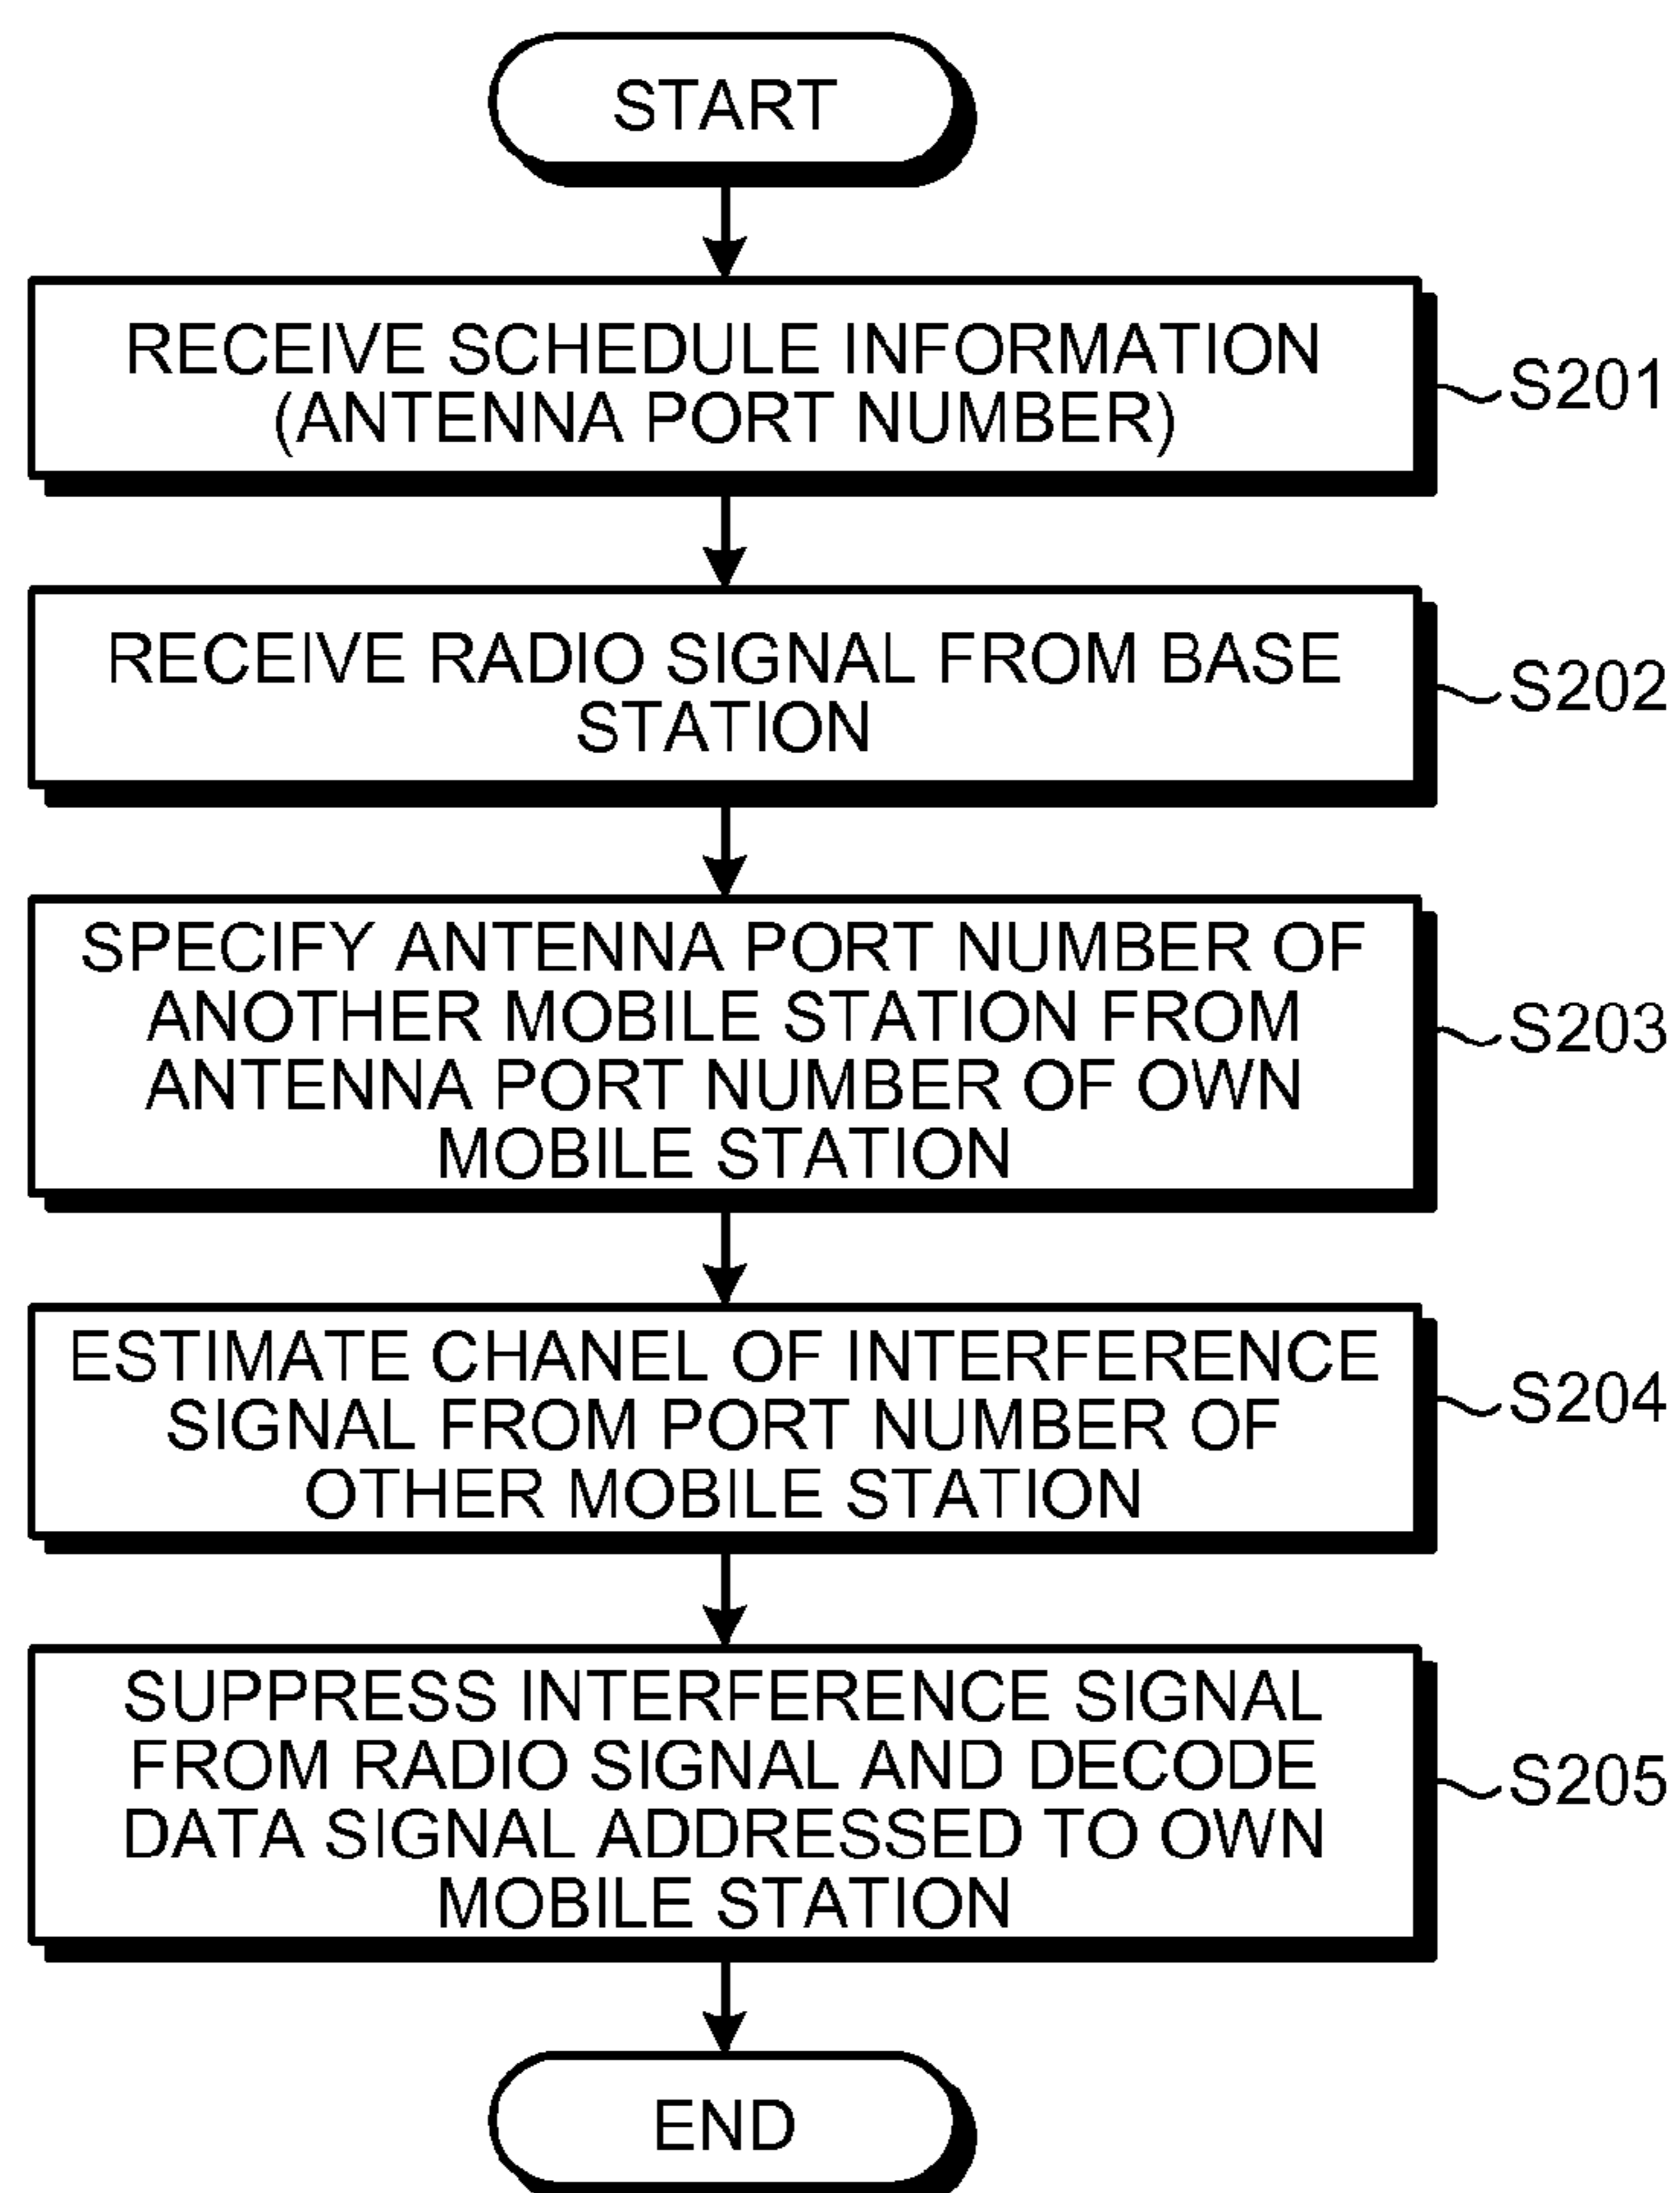 START
RECEIVE SCHEDULE INFORMATION
(ANTENNA PORT NUMBER)
S201
RECEIVE RADIO SIGNAL FROM BASE
STATION
S202
SPECIFY ANTENNA PORT NUMBER OF
ANOTHER MOBILE STATION FROM
ANTENNA PORT NUMBER OF OWN
MOBILE STATION
S203
ESTIMATE CHANEL OF INTERFERENCE
SIGNAL FROM PORT NUMBER OF
OTHER MOBILE STATION
S204
SUPPRESS INTERFERENCE SIGNAL
FROM RADIO SIGNAL AND DECODE
DATA SIGNAL ADDRESSED TO OWN
MOBILE STATION
S205
END